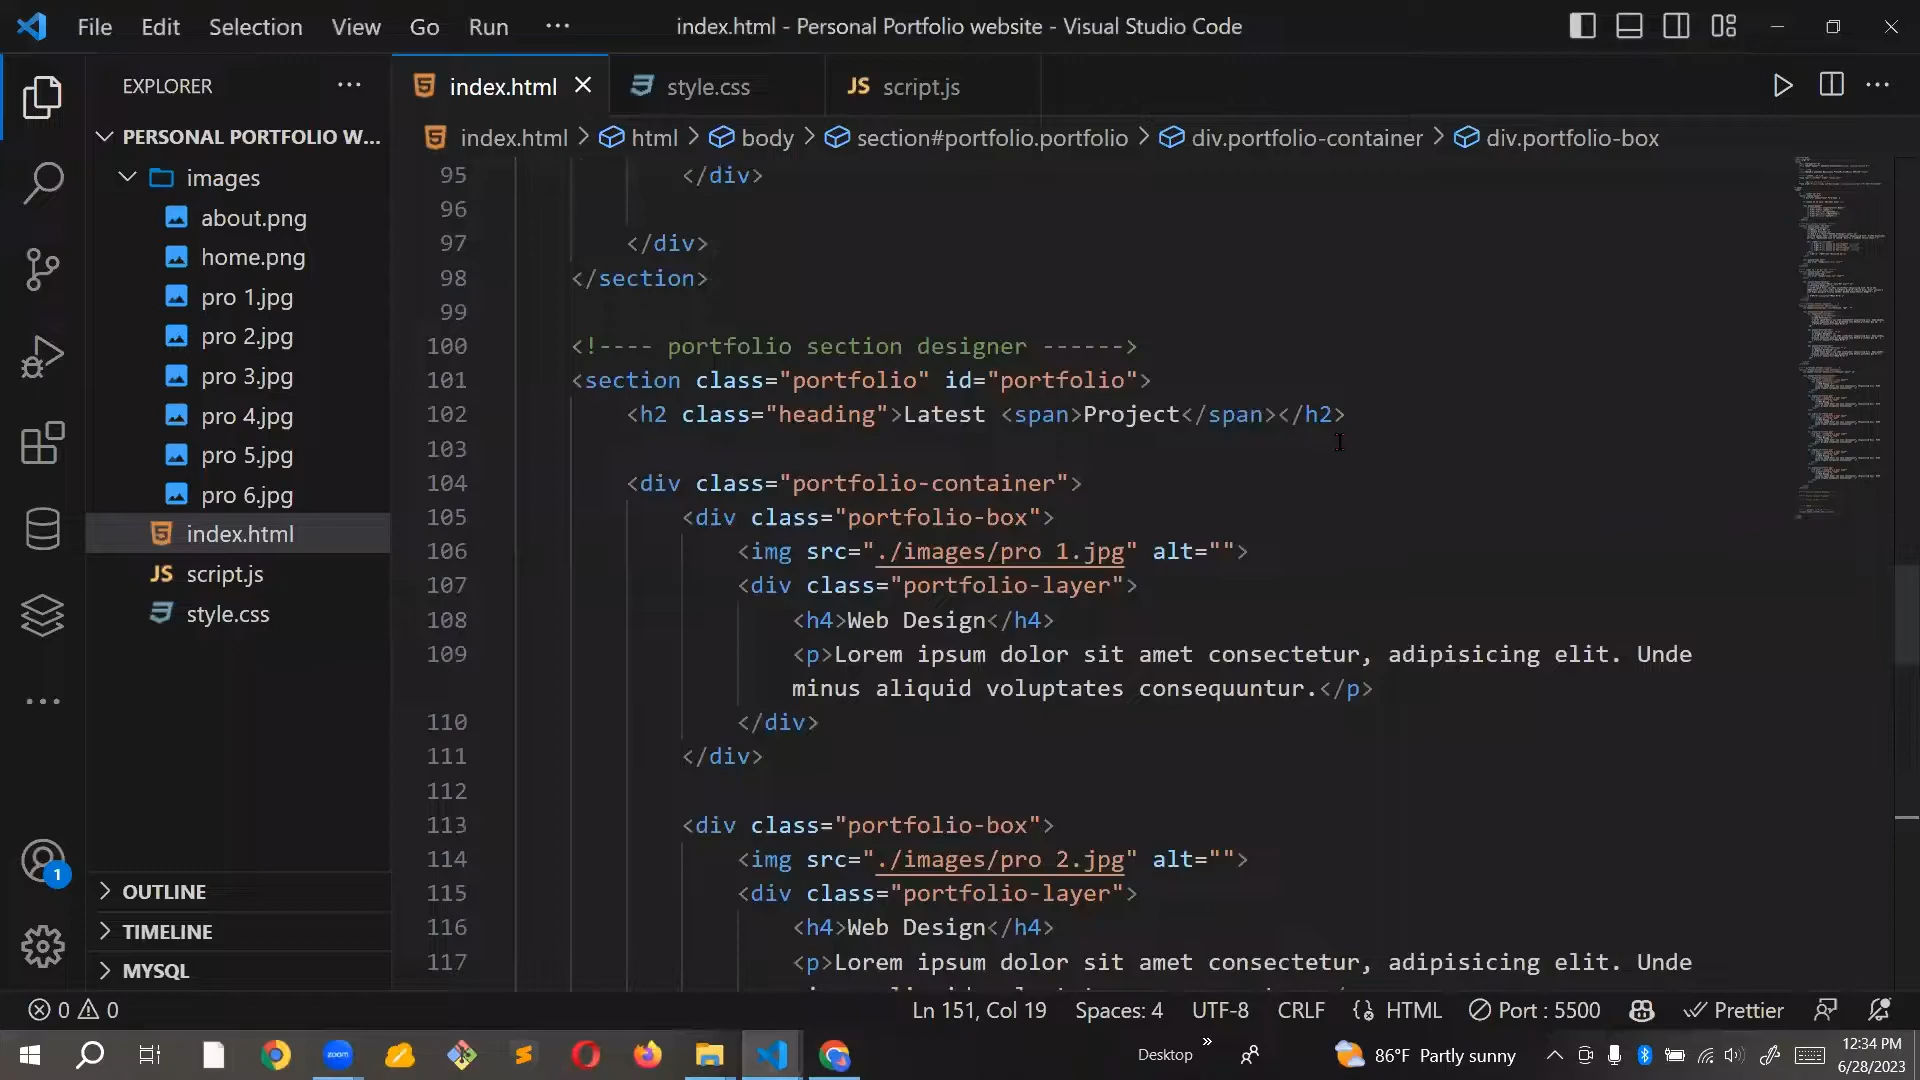 File Edit Selection View Go Run ··· index.html - Personal Portfolio website - Visual Studio Code
EXPLORER ···
index.html
style.css
JS script.js
PERSONAL PORTFOLIO W...
index.html > html > body > section#portfolio.portfolio > div.portfolio-container > div.portfolio-box
images
about.png
home.png
pro 1.jpg
pro 2.jpg
pro 3.jpg
pro 4.jpg
pro 5.jpg
pro 6.jpg
index.html
JS script.js
style.css
OUTLINE
TIMELINE
MYSQL
1
95 </div>
96
97 </div>
98 </section>
99
100 <!---- portfolio section designer ------>
101 <section class="portfolio" id="portfolio">
102 <h2 class="heading">Latest <span>Project</span></h2>
103
104 <div class="portfolio-container">
105 <div class="portfolio-box">
106 <img src="./images/pro 1.jpg" alt="">
107 <div class="portfolio-layer">
108 <h4>Web Design</h4>
109 <p>Lorem ipsum dolor sit amet consectetur, adipisicing elit. Unde
minus aliquid voluptates consequuntur.</p>
110 </div>
111 </div>
112
113 <div class="portfolio-box">
114 <img src="./images/pro 2.jpg" alt="">
115 <div class="portfolio-layer">
116 <h4>Web Design</h4>
117 <p>Lorem ipsum dolor sit amet consectetur, adipisicing elit. Unde
0 0 Ln 151, Col 19 Spaces: 4 UTF-8 CRLF {} HTML Port : 5500 Prettier
zoom Desktop » 86°F Partly sunny 12:34 PM
6/28/2023